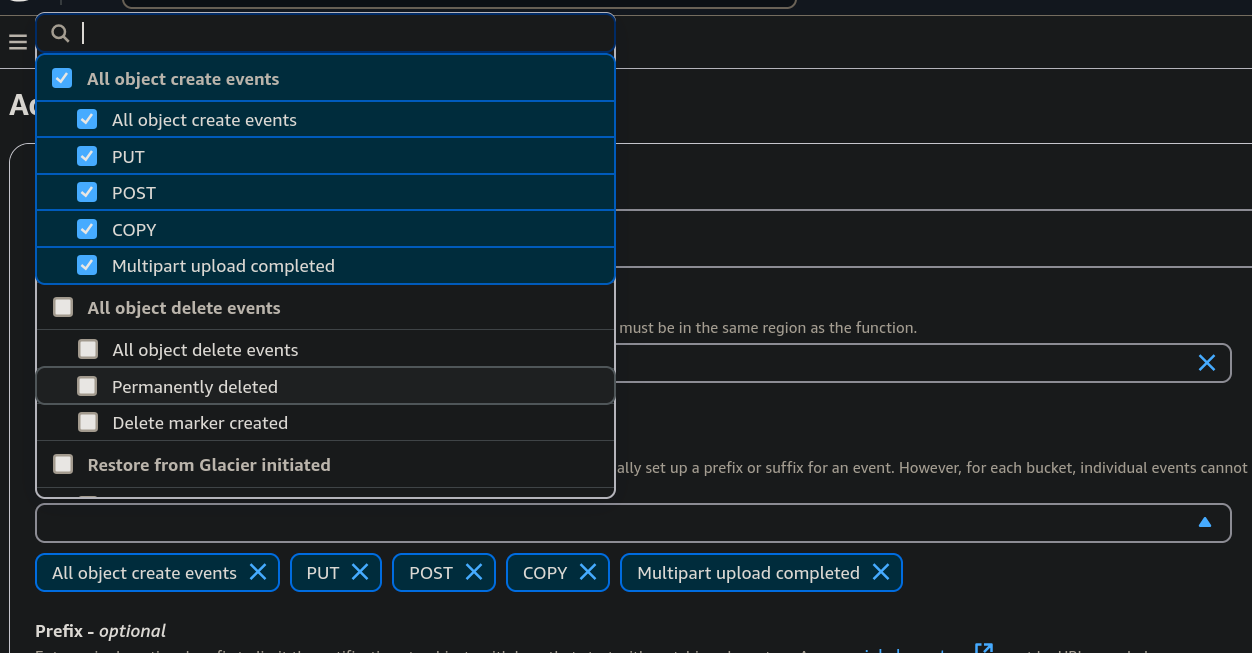 All object create events
All object create events
PUT
POST
COPY
Multipart upload completed
All object delete events
must be in the same region as the function.
All object delete events
Permanently deleted
Delete marker created
Restore from Glacier initiated
set up a prefix or suffix for an event. However, for each bucket, individual events cannot
All object create events PUT POST COPY Multipart upload completed
Prefix - optional